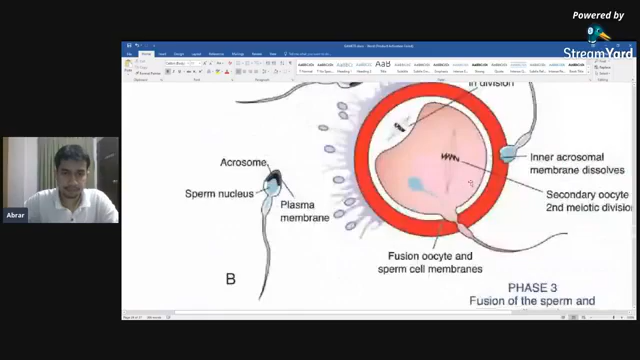 Powered by
StreamYard
in division
Acrosome
Inner acrosomal
membrane dissolves
Sperm nucleus
Plasma
membrane
Secondary oocyte
2nd meiotic divisio
Abrar
Fusion oocyte and
sperm cell membranes
B
PHASE 3
Fusion of the sperm and